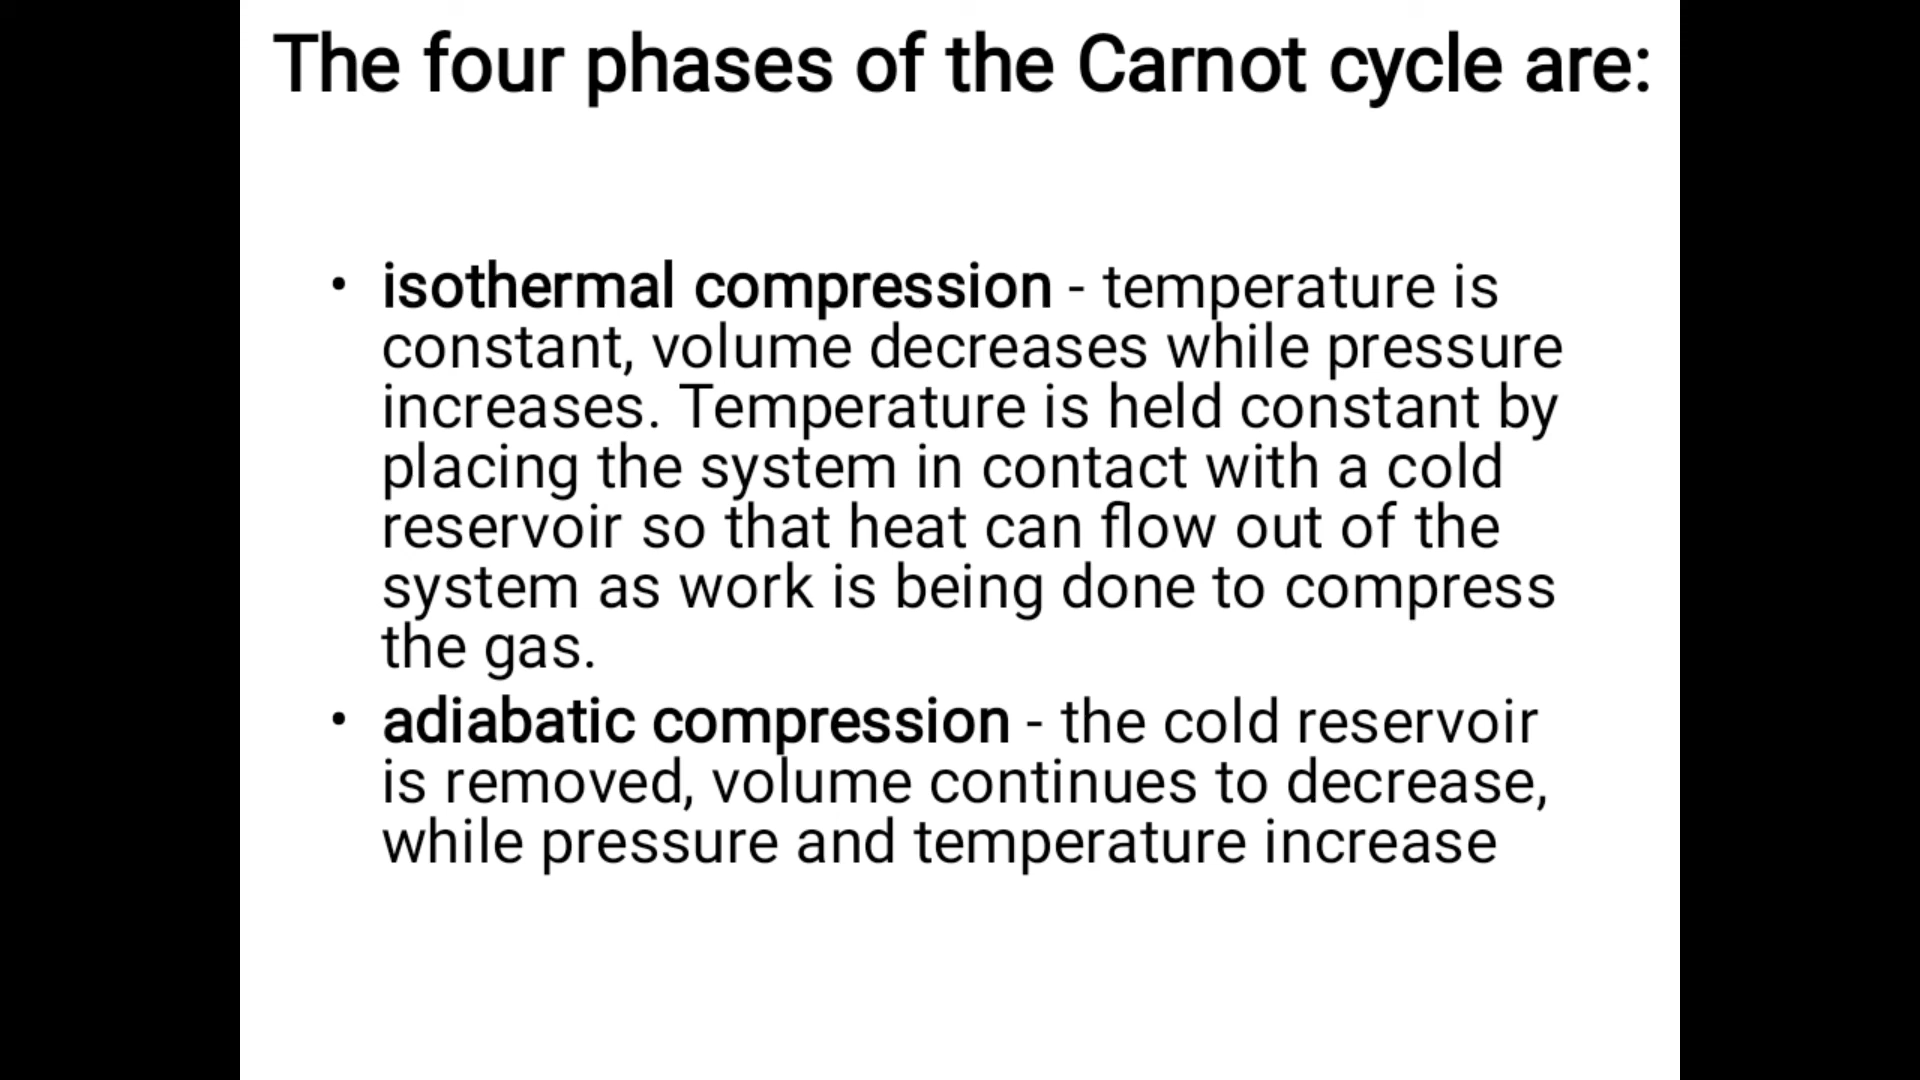 The four phases of the Carnot cycle are:
• isothermal compression - temperature is
constant, volume decreases while pressure
increases. Temperature is held constant by
placing the system in contact with a cold
reservoir so that heat can flow out of the
system as work is being done to compress
the gas.
• adiabatic compression - the cold reservoir
is removed, volume continues to decrease,
while pressure and temperature increase